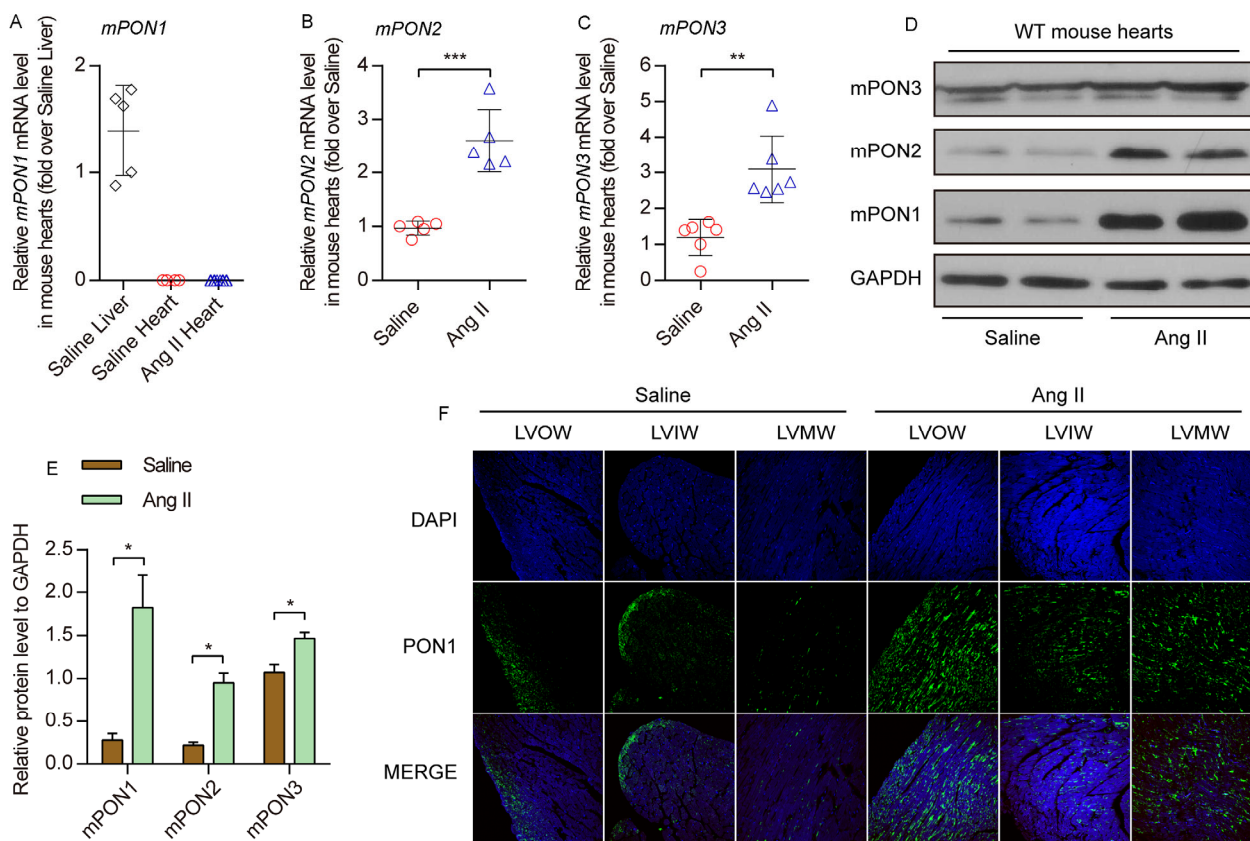 A
mPON1
Relative mPON1 mRNA level
in mouse hearts (fold over Saline Liver)
2
1
0
Saline Liver
Saline Heart
Ang II Heart
B
mPON2
Relative mPON2 mRNA level
in mouse hearts (fold over Saline)
***
4
3
2
1
0
Saline
Ang II
C
mPON3
Relative mPON3 mRNA level
in mouse hearts (fold over Saline)
**
6
5
4
3
2
1
0
Saline
Ang II
D
WT mouse hearts
mPON3
mPON2
mPON1
GAPDH
Saline
Ang II
E
Saline
Ang II
Relative protein level to GAPDH
2.5
2.0
1.5
1.0
0.5
0.0
*
*
*
mPON1
mPON2
mPON3
F
Saline
Ang II
LVOW
LVIW
LVMW
LVOW
LVIW
LVMW
DAPI
PON1
MERGE